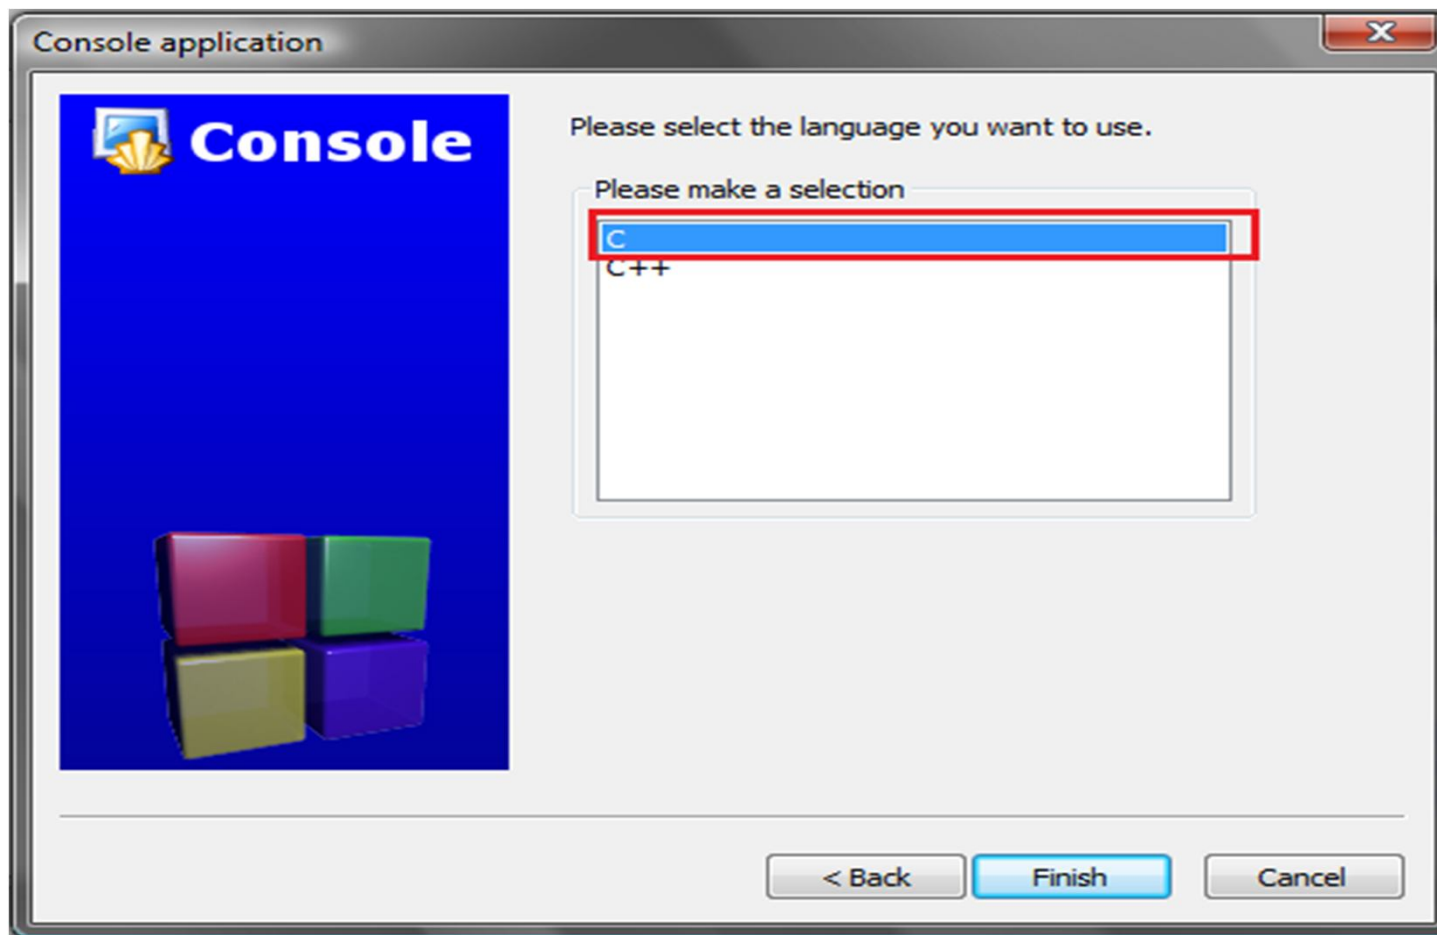 Console application
Console
Please select the language you want to use.
Please make a selection
C
C++
< Back
Finish
Cancel